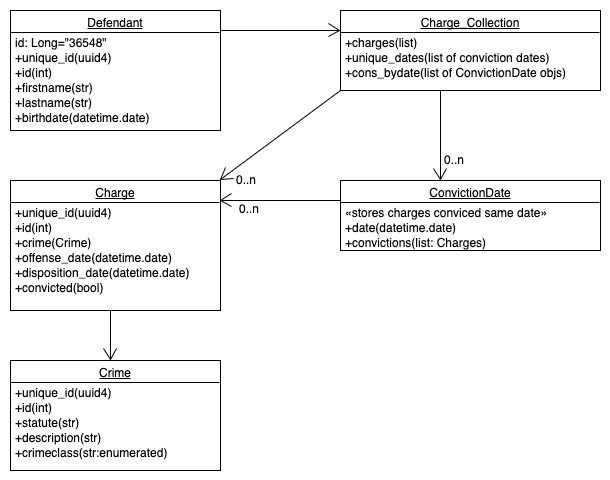 Defendant
id: Long="36548"
+unique_id(uuid4)
+id(int)
+firstname(str)
+lastname(str)
+birthdate(datetime.date)
Charge_Collection
+charges(list)
+unique_dates(list of conviction dates)
+cons_bydate(list of ConvictionDate objs)
0..n
0..n
0..n
Charge
+unique_id(uuid4)
+id(int)
+crime(Crime)
+offense_date(datetime.date)
+disposition_date(datetime.date)
+convicted(bool)
ConvictionDate
«stores charges conviced same date»
+date(datetime.date)
+convictions(list: Charges)
Crime
+unique_id(uuid4)
+id(int)
+statute(str)
+description(str)
+crimeclass(str:enumerated)